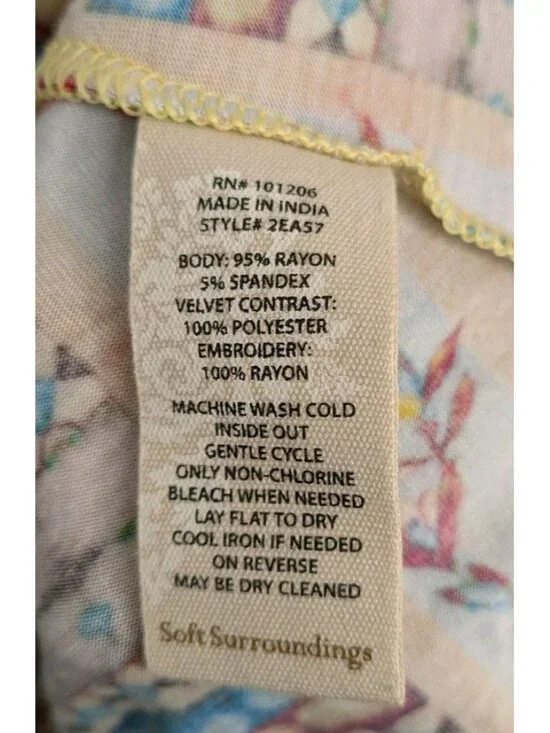 RN# 101206
MADE IN INDIA
STYLE# 2EA57
BODY: 95% RAYON
5% SPANDEX
VELVET CONTRAST:
100% POLYESTER
EMBROIDERY:
100% RAYON
MACHINE WASH COLD
INSIDE OUT
GENTLE CYCLE
ONLY NON-CHLORINE
BLEACH WHEN NEEDED
LAY FLAT TO DRY
COOL IRON IF NEEDED
ON REVERSE
MAY BE DRY CLEANED
Soft Surroundings